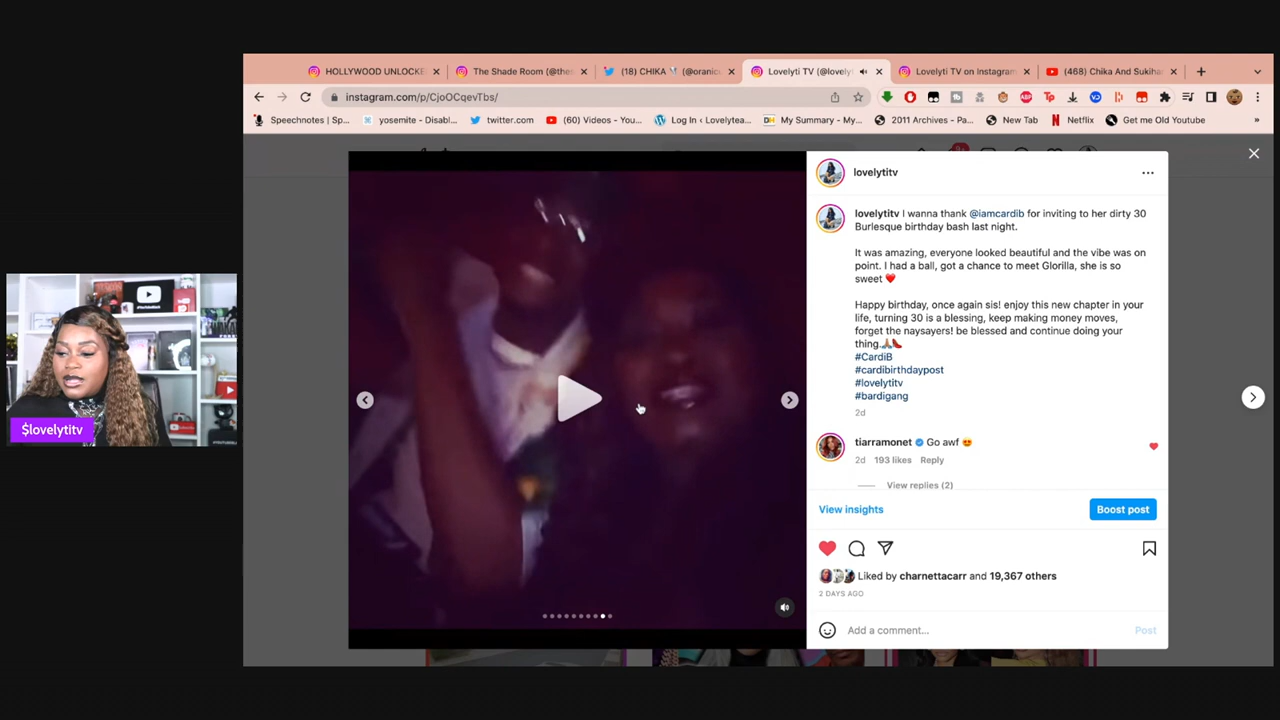 HOLLYWOOD UNLOCKE
The Shade Room (@thes
(18) CHIKA (@oranicu
Lovelyti TV (@lovely
Lovelyti TV on Instagram
(468) Chika And Sukihan
instagram.com/p/CjoOCqevTbs/
Speechnotes | Sp...
yosemite - Disabl...
twitter.com
(60) Videos - You...
Log In ‹ Lovelytea...
My Summary - My...
2011 Archives - Pa...
New Tab
Netflix
Get me Old Youtube
»
lovelytitv
lovelytitv I wanna thank @iamcardib for inviting to her dirty 30
Burlesque birthday bash last night.
It was amazing, everyone looked beautiful and the vibe was on
point. I had a ball, got a chance to meet Glorilla, she is so
sweet ❤️
Happy birthday, once again sis! enjoy this new chapter in your
life, turning 30 is a blessing, keep making money moves,
forget the naysayers! be blessed and continue doing your
thing.🙏🏽👠
#CardiB
#cardibirthdaypost
#lovelytitv
#bardigang
2d
tiarramonet Go awf 😍
2d 193 likes Reply
View replies (2)
View insights
Boost post
Liked by charnettacarr and 19,367 others
2 DAYS AGO
Add a comment...
Post
$lovelytitv